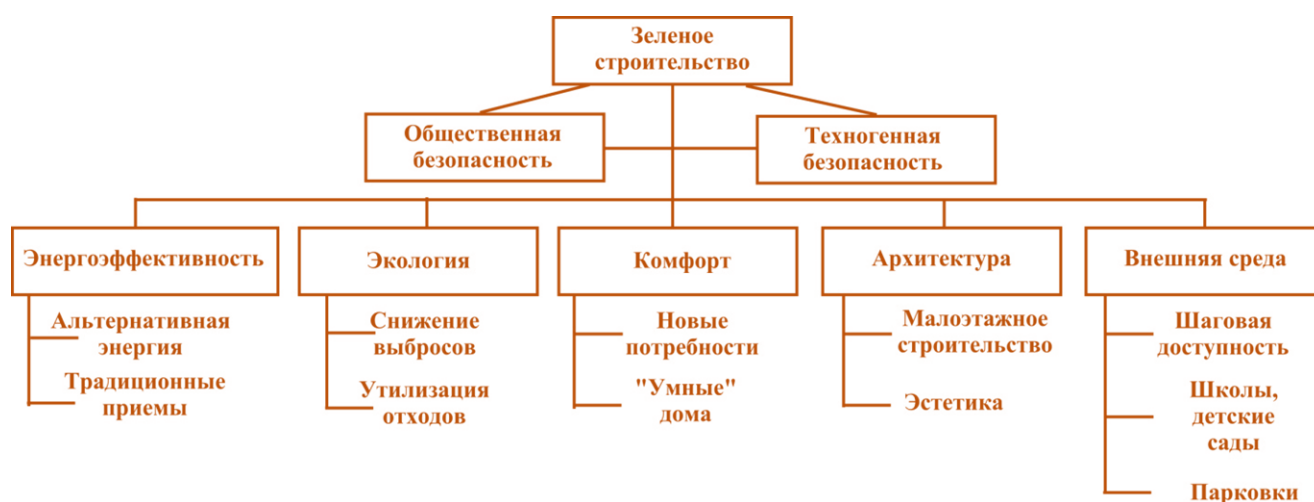 Зеленое
строительство
Общественная
безопасность
Техногенная
безопасность
Энергоэффективность
Экология
Комфорт
Архитектура
Внешняя среда
Альтернативная
энергия
Традиционные
приемы
Снижение
выбросов
Утилизация
отходов
Новые
потребности
"Умные"
дома
Малоэтажное
строительство
Эстетика
Шаговая
доступность
Школы,
детские
сады
Парковки